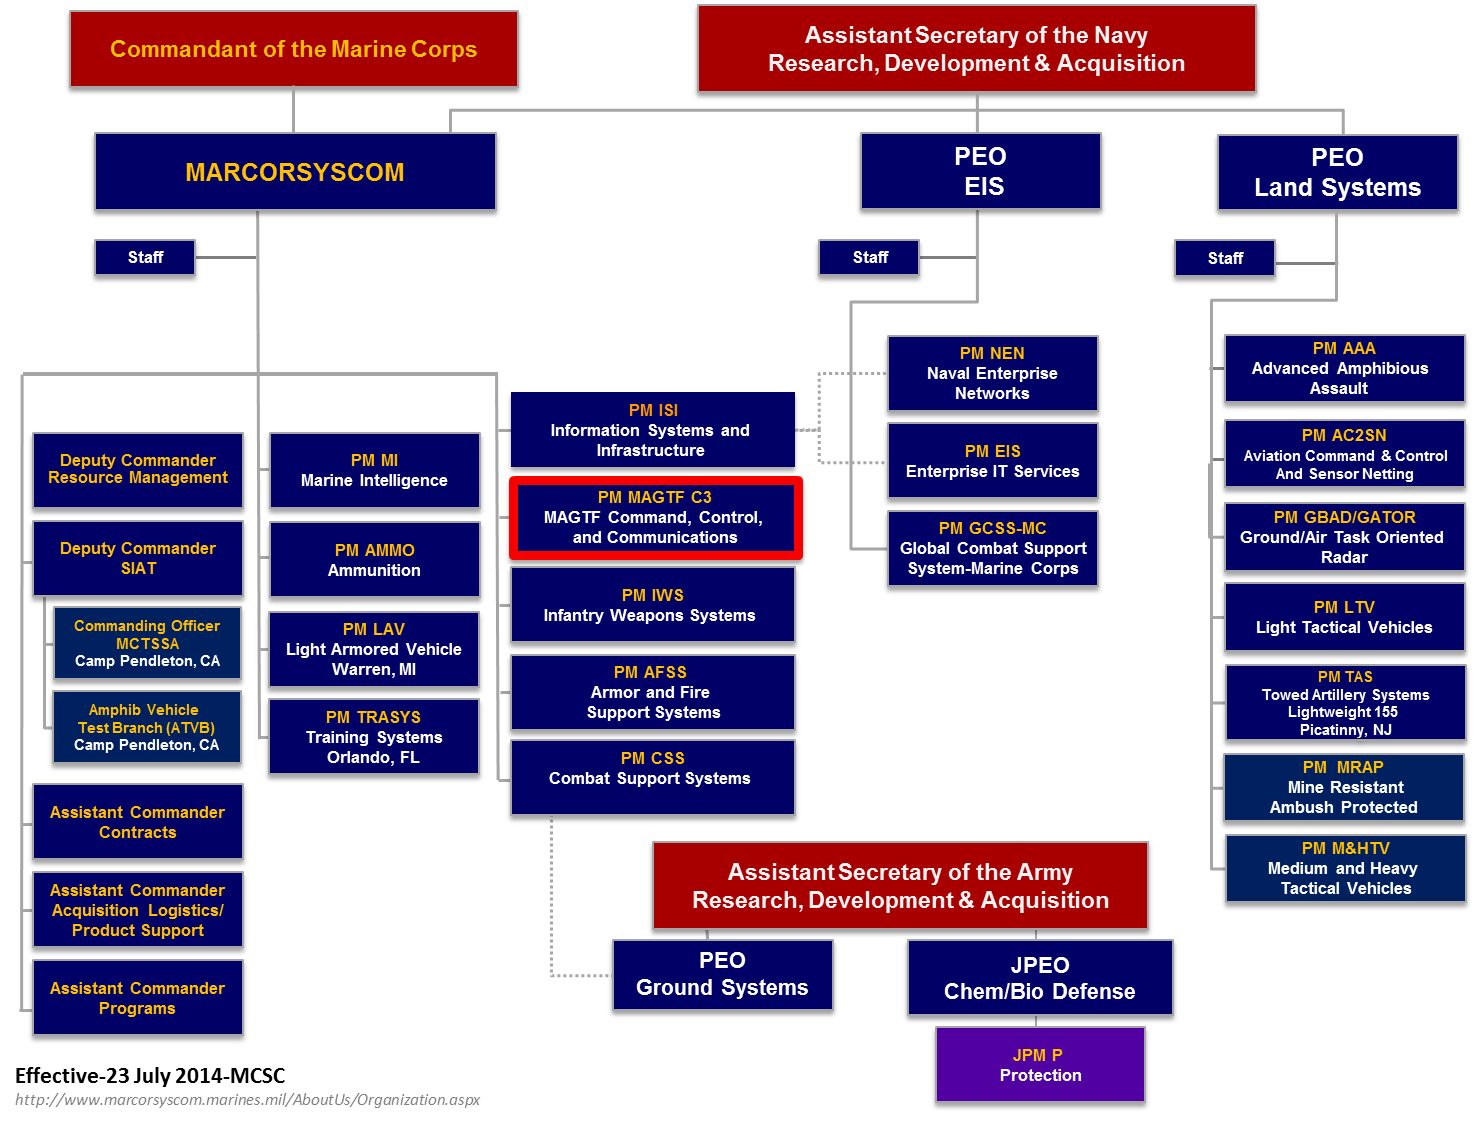 Commandant of the Marine Corps
Assistant Secretary of the Navy
Research, Development & Acquisition
MARCORSYSCOM
PEO
EIS
PEO
Land Systems
Staff
Staff
Staff
Deputy Commander
Resource Management
Deputy Commander
SIAT
Commanding Officer
MCTSSA
Camp Pendleton, CA
Amphib Vehicle
Test Branch (ATVB)
Camp Pendleton, CA
Assistant Commander
Contracts
Assistant Commander
Acquisition Logistics/
Product Support
Assistant Commander
Programs
PM MI
Marine Intelligence
PM AMMO
Ammunition
PM LAV
Light Armored Vehicle
Warren, MI
PM TRASYS
Training Systems
Orlando, FL
PM ISI
Information Systems and
Infrastructure
PM MAGTF C3
MAGTF Command, Control,
and Communications
PM IWS
Infantry Weapons Systems
PM AFSS
Armor and Fire
Support Systems
PM CSS
Combat Support Systems
PM NEN
Naval Enterprise
Networks
PM EIS
Enterprise IT Services
PM GCSS-MC
Global Combat Support
System-Marine Corps
PM AAA
Advanced Amphibious
Assault
PM AC2SN
Aviation Command & Control
And Sensor Netting
PM GBAD/GATOR
Ground/Air Task Oriented
Radar
PM LTV
Light Tactical Vehicles
PM TAS
Towed Artillery Systems
Lightweight 155
Picatinny, NJ
PM MRAP
Mine Resistant
Ambush Protected
PM M&HTV
Medium and Heavy
Tactical Vehicles
Assistant Secretary of the Army
Research, Development & Acquisition
PEO
Ground Systems
JPEO
Chem/Bio Defense
JPM P
Protection
Effective-23 July 2014-MCSC
http://www.marcorsyscom.marines.mil/AboutUs/Organization.aspx